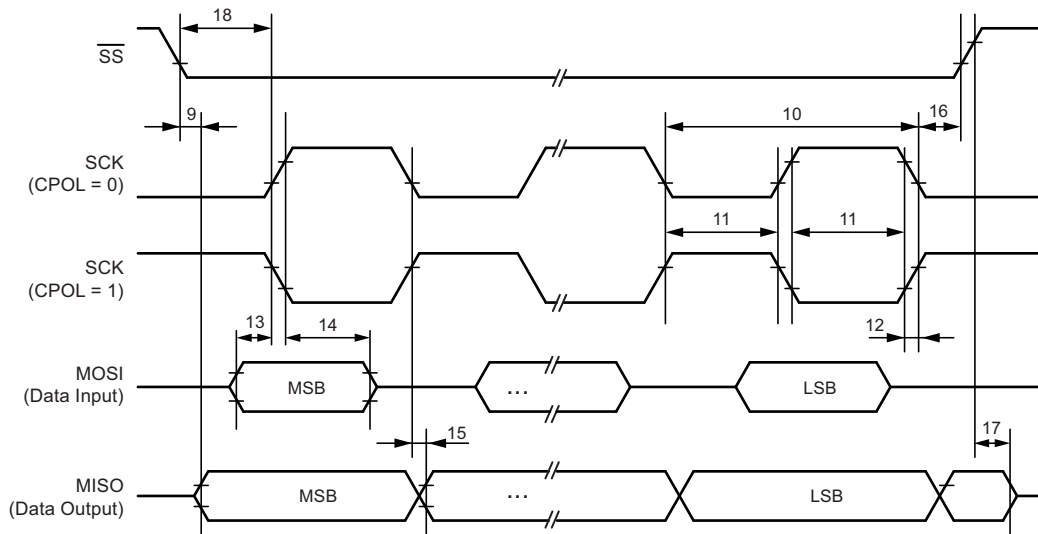 18
SS
9
10
16
SCK
(CPOL = 0)
11
11
SCK
(CPOL = 1)
13
14
12
MOSI
(Data Input)
MSB
...
LSB
15
17
MISO
(Data Output)
MSB
...
LSB